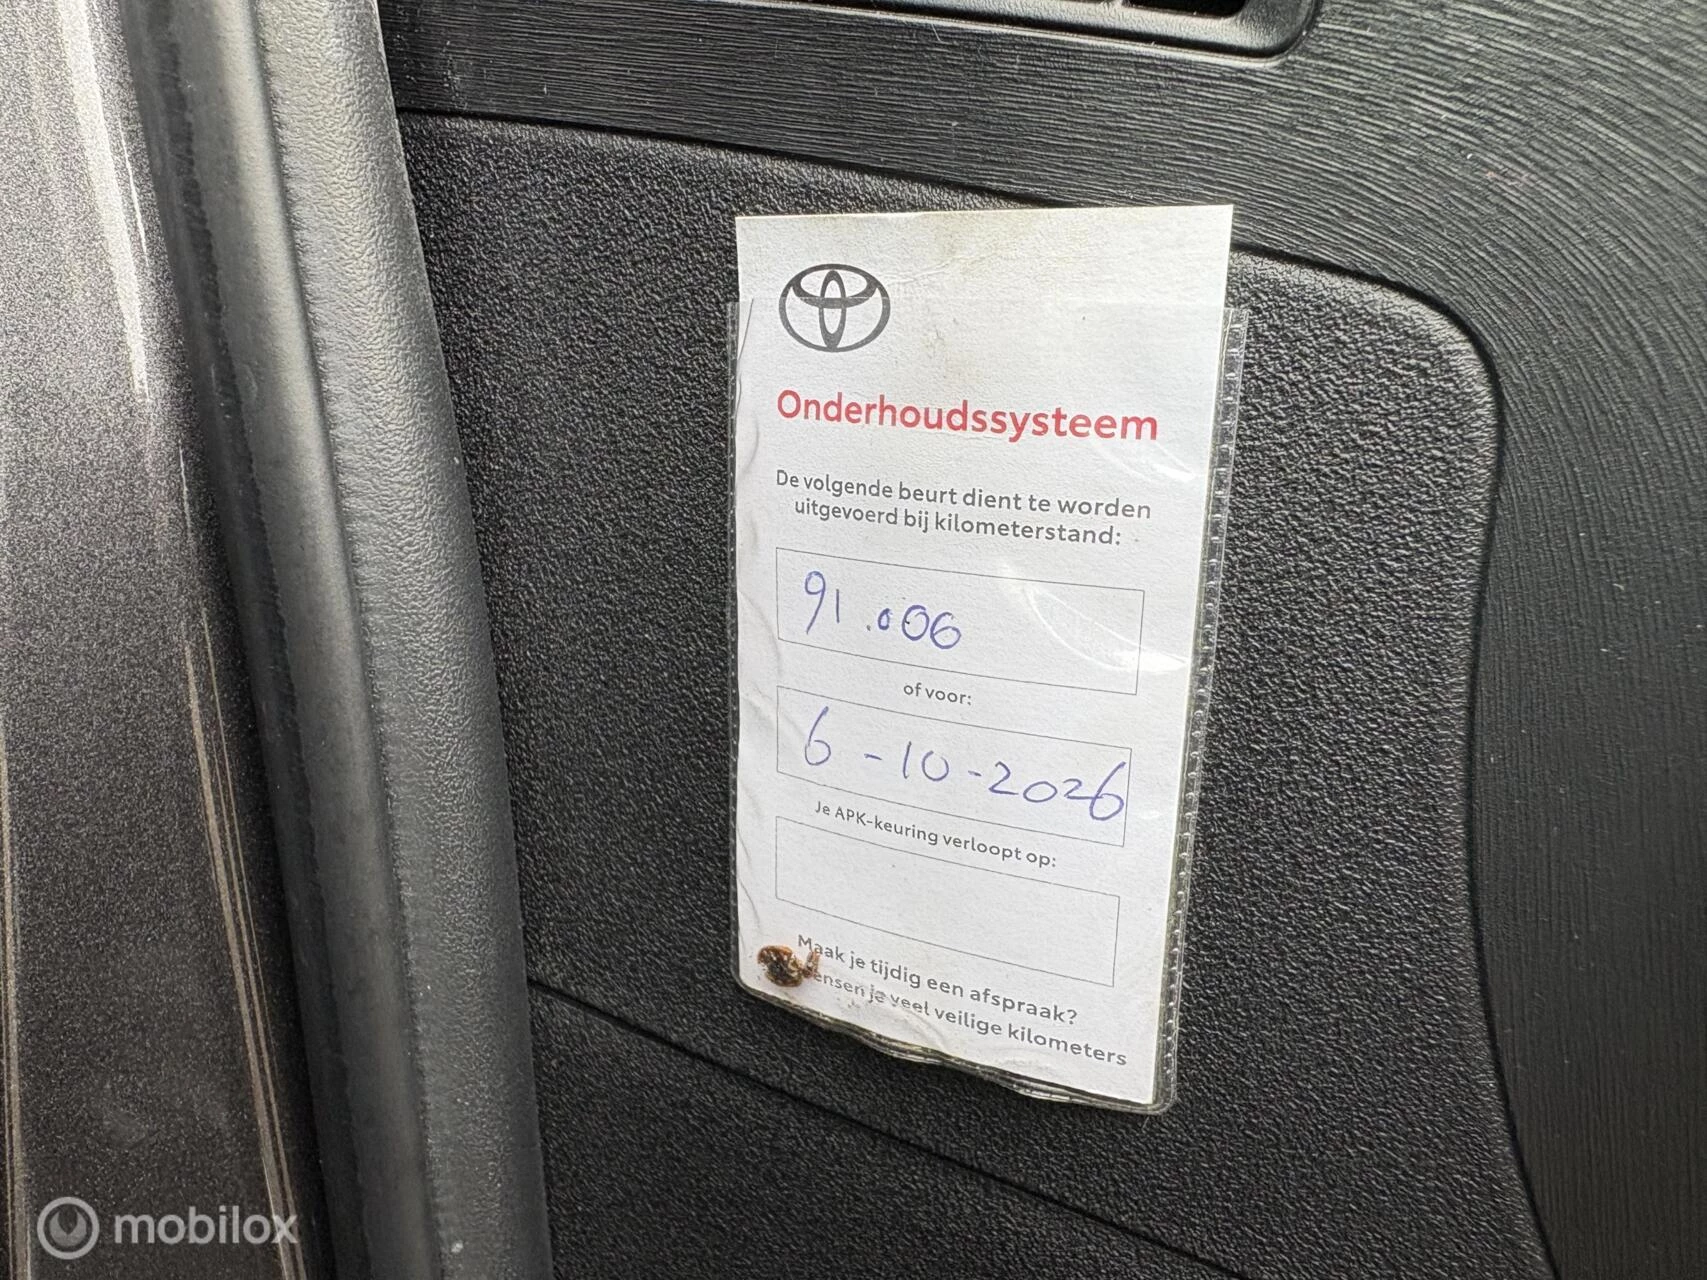 Onderhoudssysteem
De volgende beurt dient te worden
uitgevoerd bij kilometerstand:
91.006
of voor:
6-10-2026
Je APK-keuring verloopt op:
Maak je tijdig een afspraak?
je veel veilige kilometers
mobilox